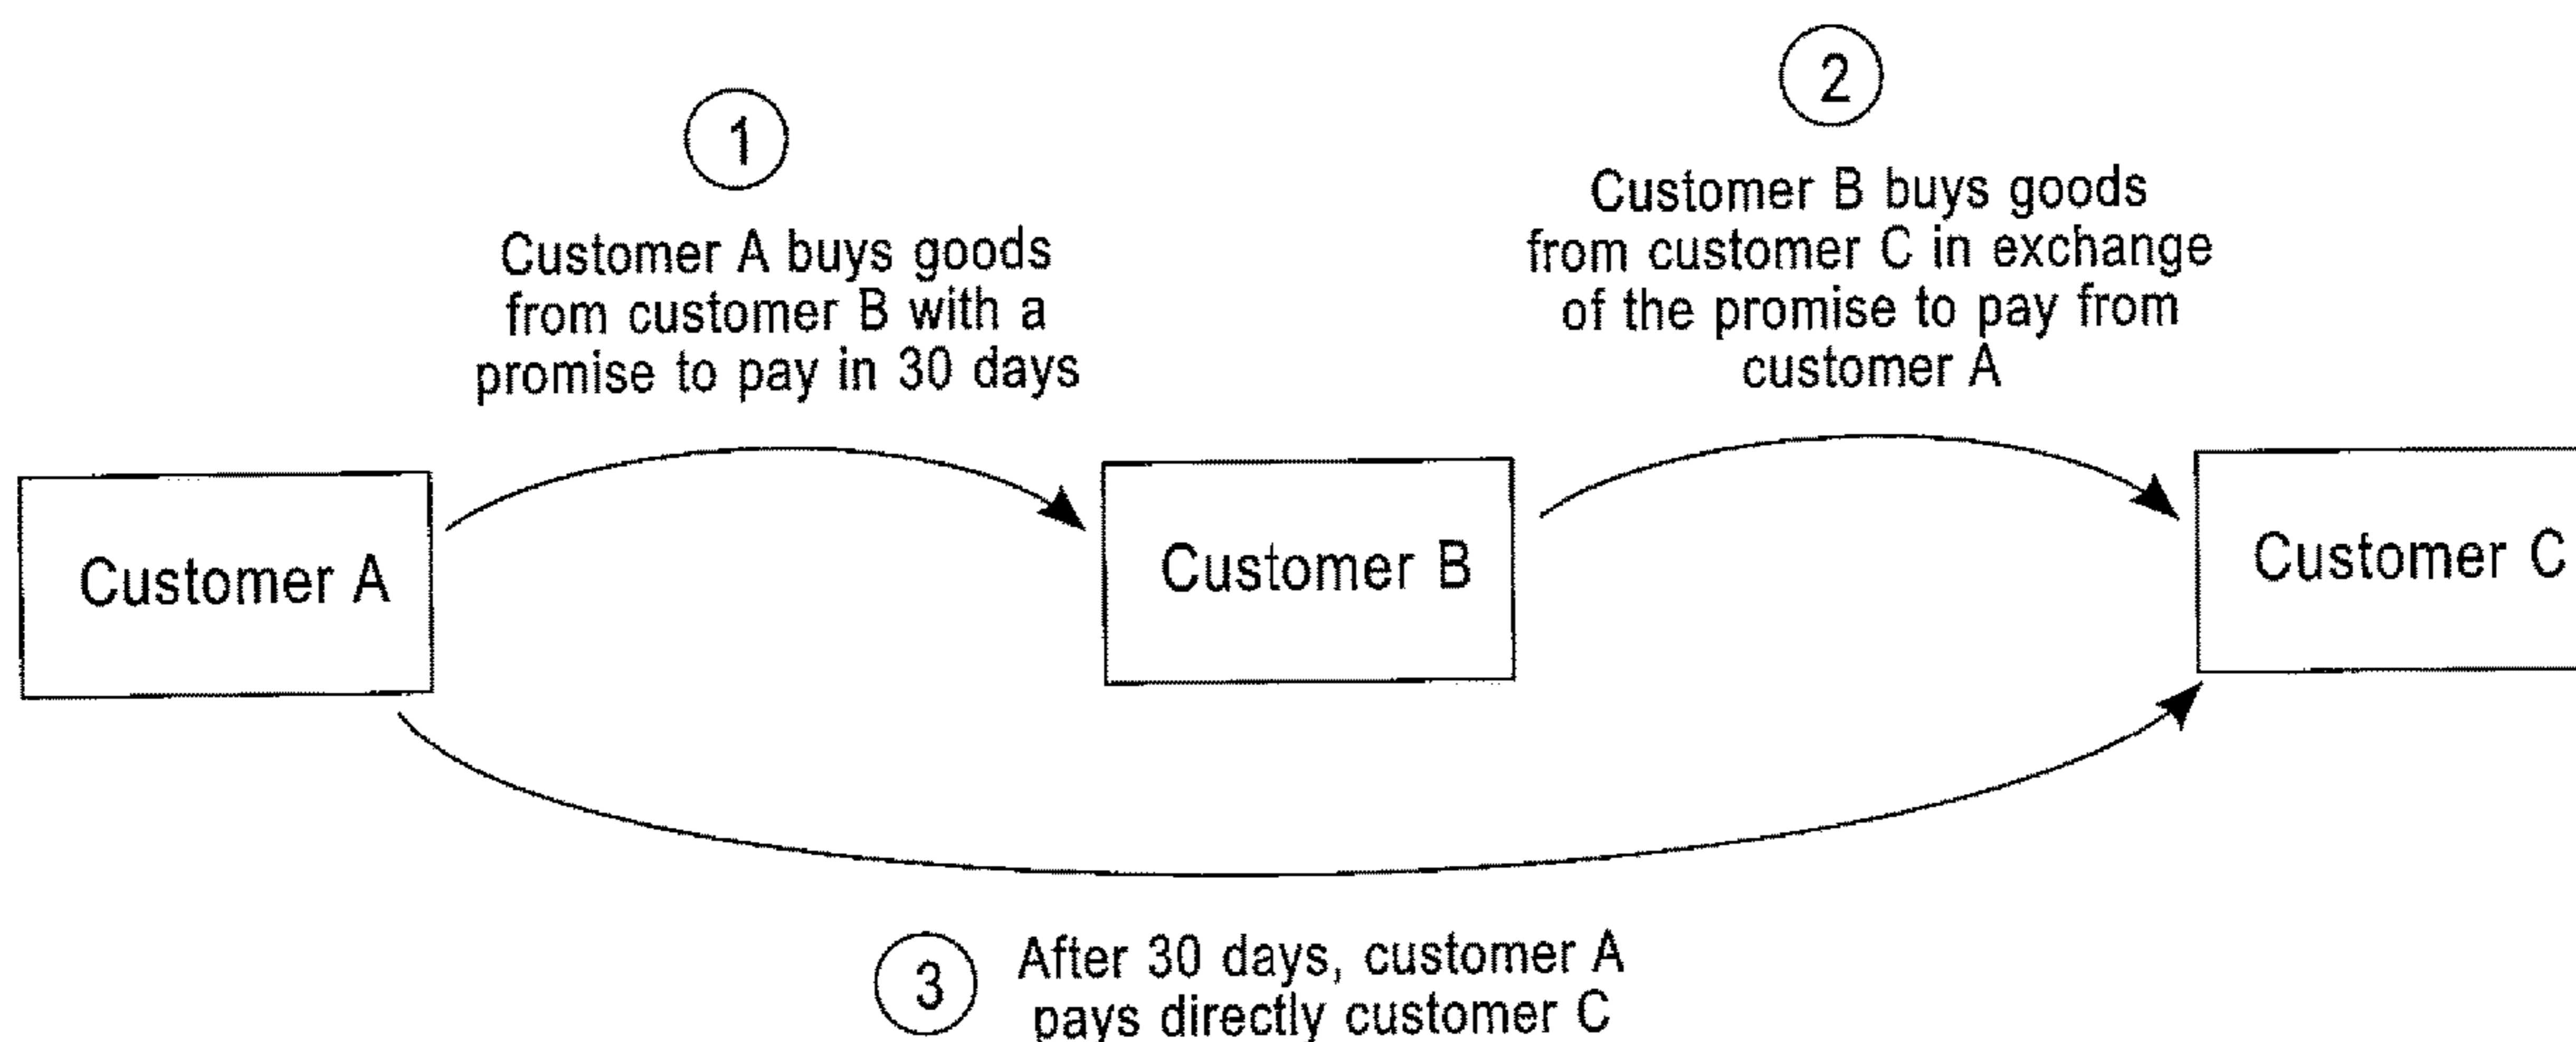 1
Customer A buys goods
from customer B with a
promise to pay in 30 days
2
Customer B buys goods
from customer C in exchange
of the promise to pay from
customer A
Customer A
Customer B
Customer C
3
After 30 days, customer A
pays directly customer C